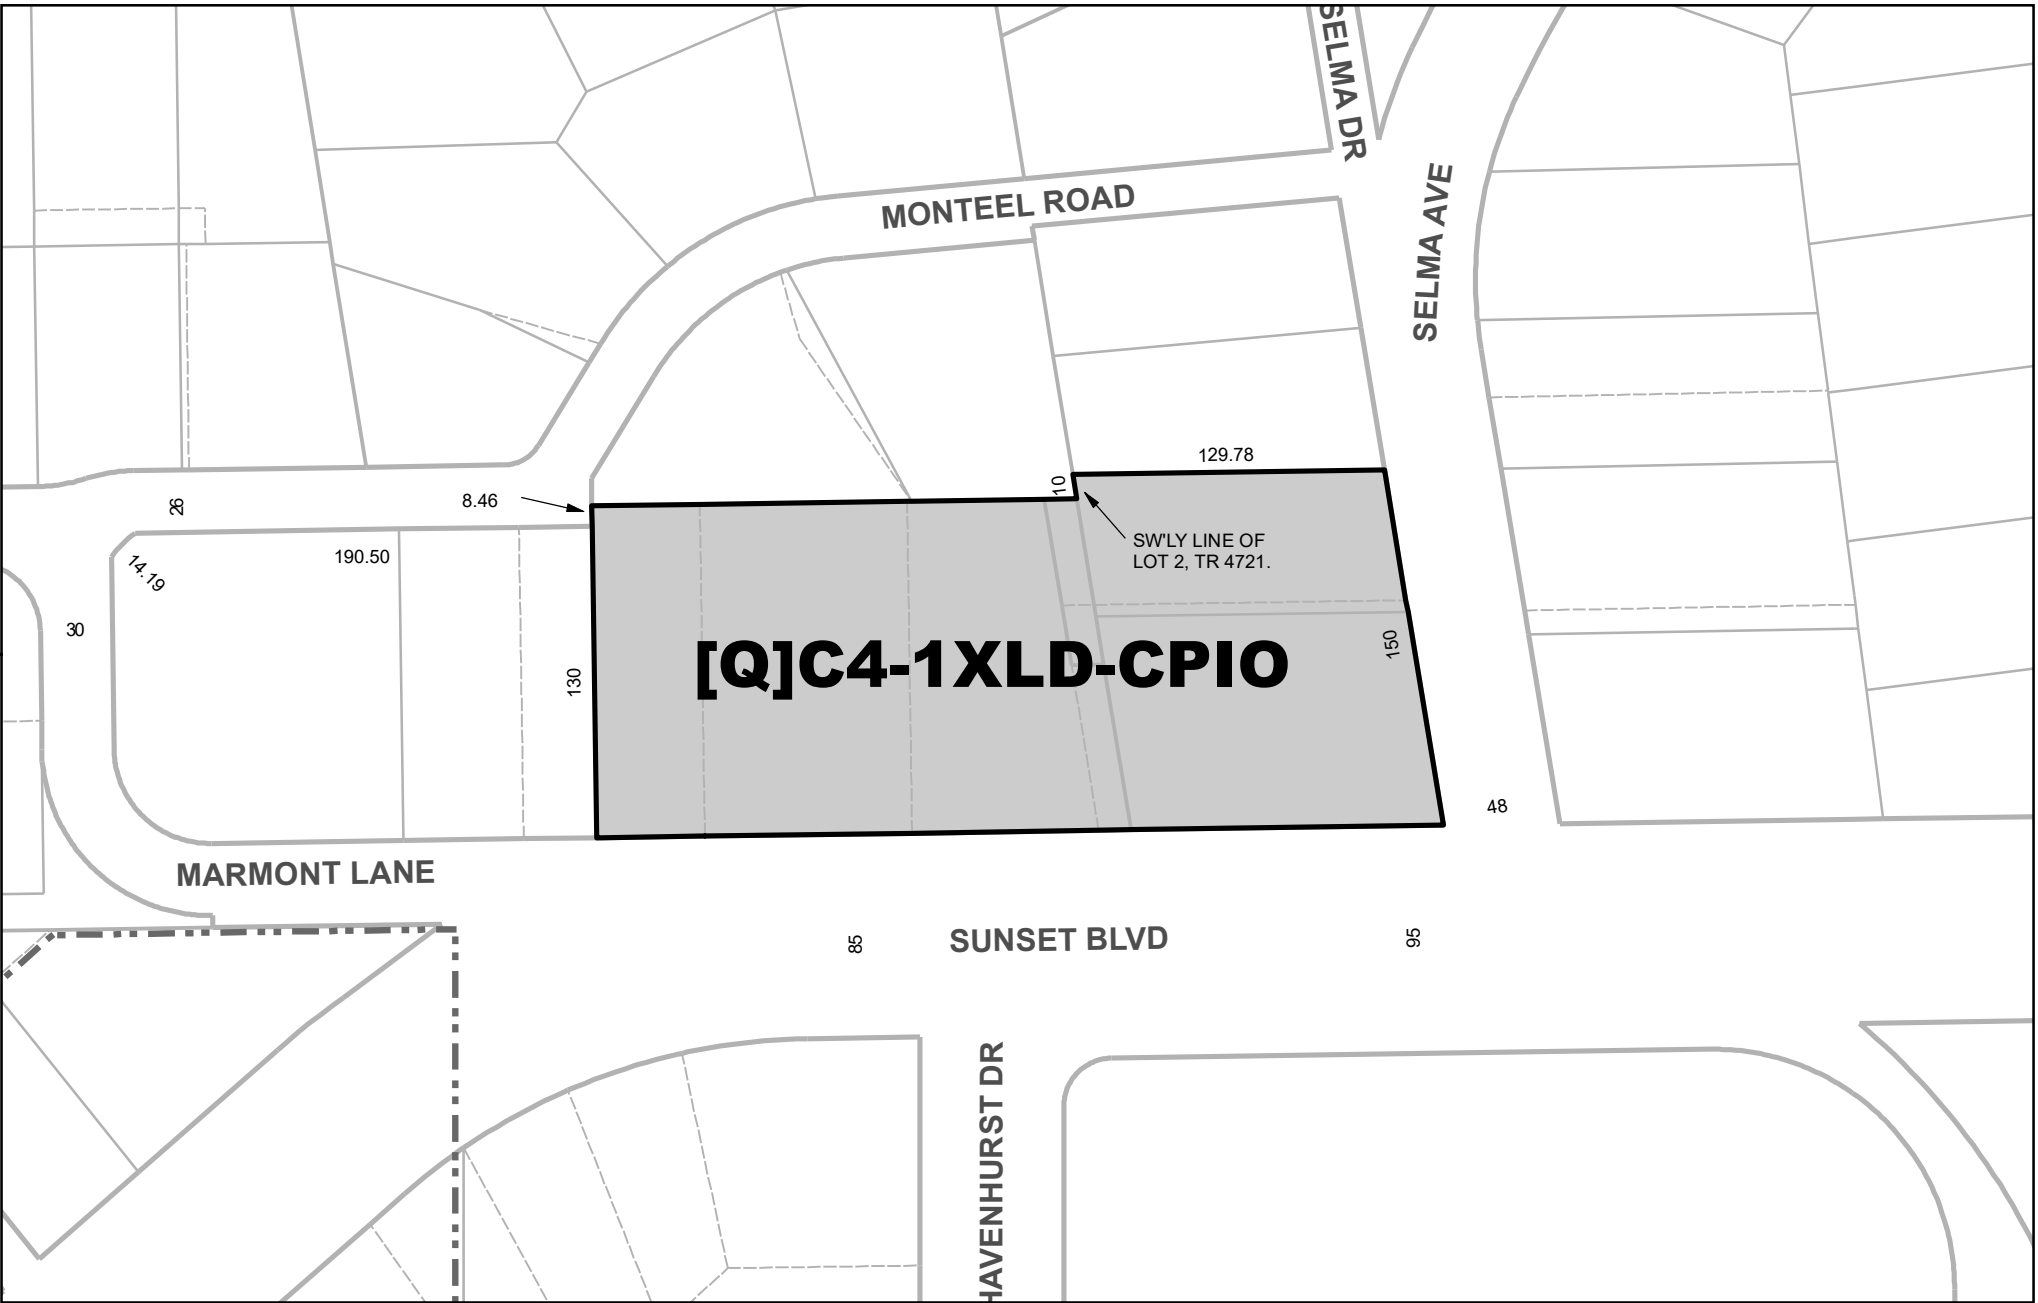 SELMA DR
MONTEEL ROAD
SELMA AVE
129.78
10
8.46
26
SW'LY LINE OF
LOT 2, TR 4721.
190.50
14.19
30
130
[Q]C4-1XLD-CPIO
150
48
MARMONT LANE
85
SUNSET BLVD
95
HAVENHURST DR